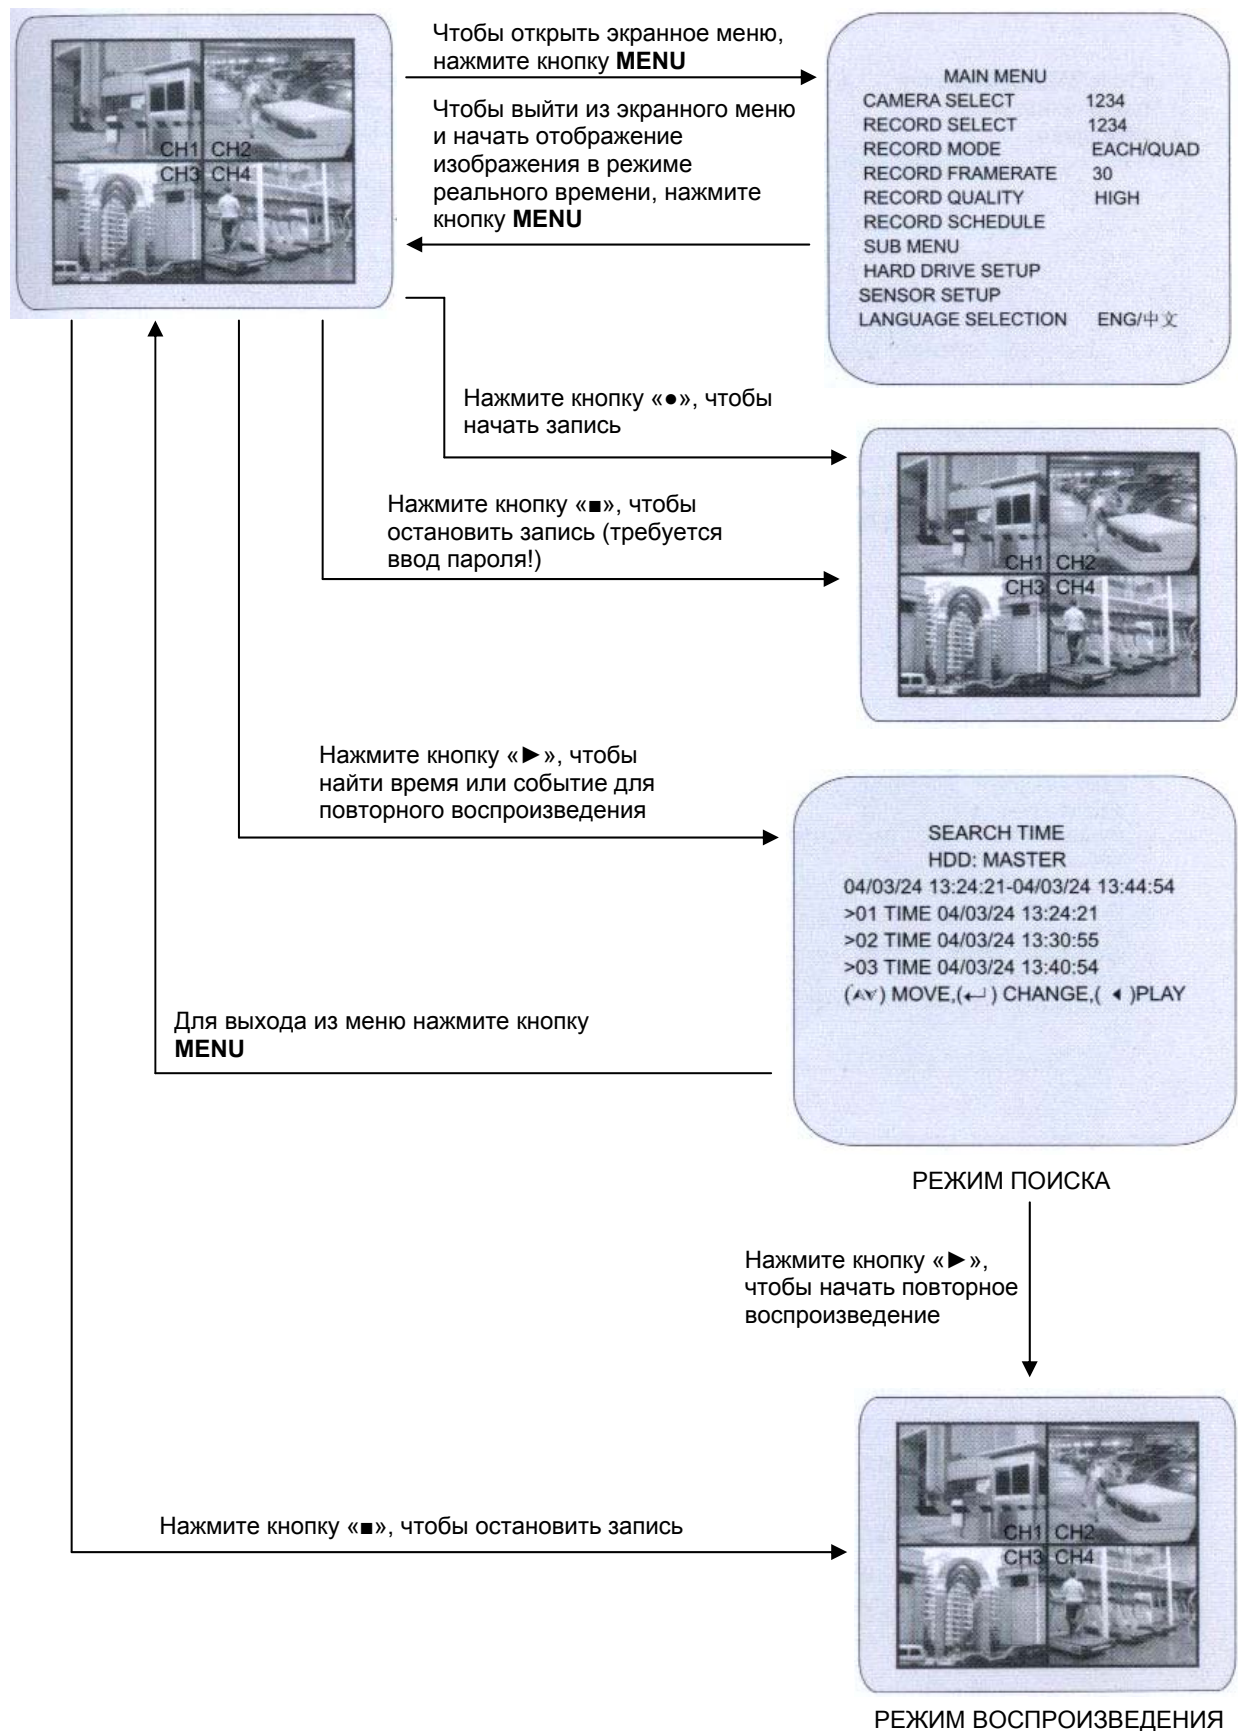 CH1 CH2
CH3 CH4
Чтобы открыть экранное меню,
нажмите кнопку MENU
Чтобы выйти из экранного меню
и начать отображение
изображения в режиме
реального времени, нажмите
кнопку MENU
MAIN MENU
CAMERA SELECT 1234
RECORD SELECT 1234
RECORD MODE EACH/QUAD
RECORD FRAMERATE 30
RECORD QUALITY HIGH
RECORD SCHEDULE
SUB MENU
HARD DRIVE SETUP
SENSOR SETUP
LANGUAGE SELECTION ENG/中文
Нажмите кнопку «●», чтобы
начать запись
Нажмите кнопку «■», чтобы
остановить запись (требуется
ввод пароля!)
CH1 CH2
CH3 CH4
Нажмите кнопку «►», чтобы
найти время или событие для
повторного воспроизведения
SEARCH TIME
HDD: MASTER
04/03/24 13:24:21-04/03/24 13:44:54
>01 TIME 04/03/24 13:24:21
>02 TIME 04/03/24 13:30:55
>03 TIME 04/03/24 13:40:54
(▲▼) MOVE,(↵) CHANGE,( ◄ )PLAY
Для выхода из меню нажмите кнопку
MENU
РЕЖИМ ПОИСКА
Нажмите кнопку «►»,
чтобы начать повторное
воспроизведение
Нажмите кнопку «■», чтобы остановить запись
CH1 CH2
CH3 CH4
РЕЖИМ ВОСПРОИЗВЕДЕНИЯ